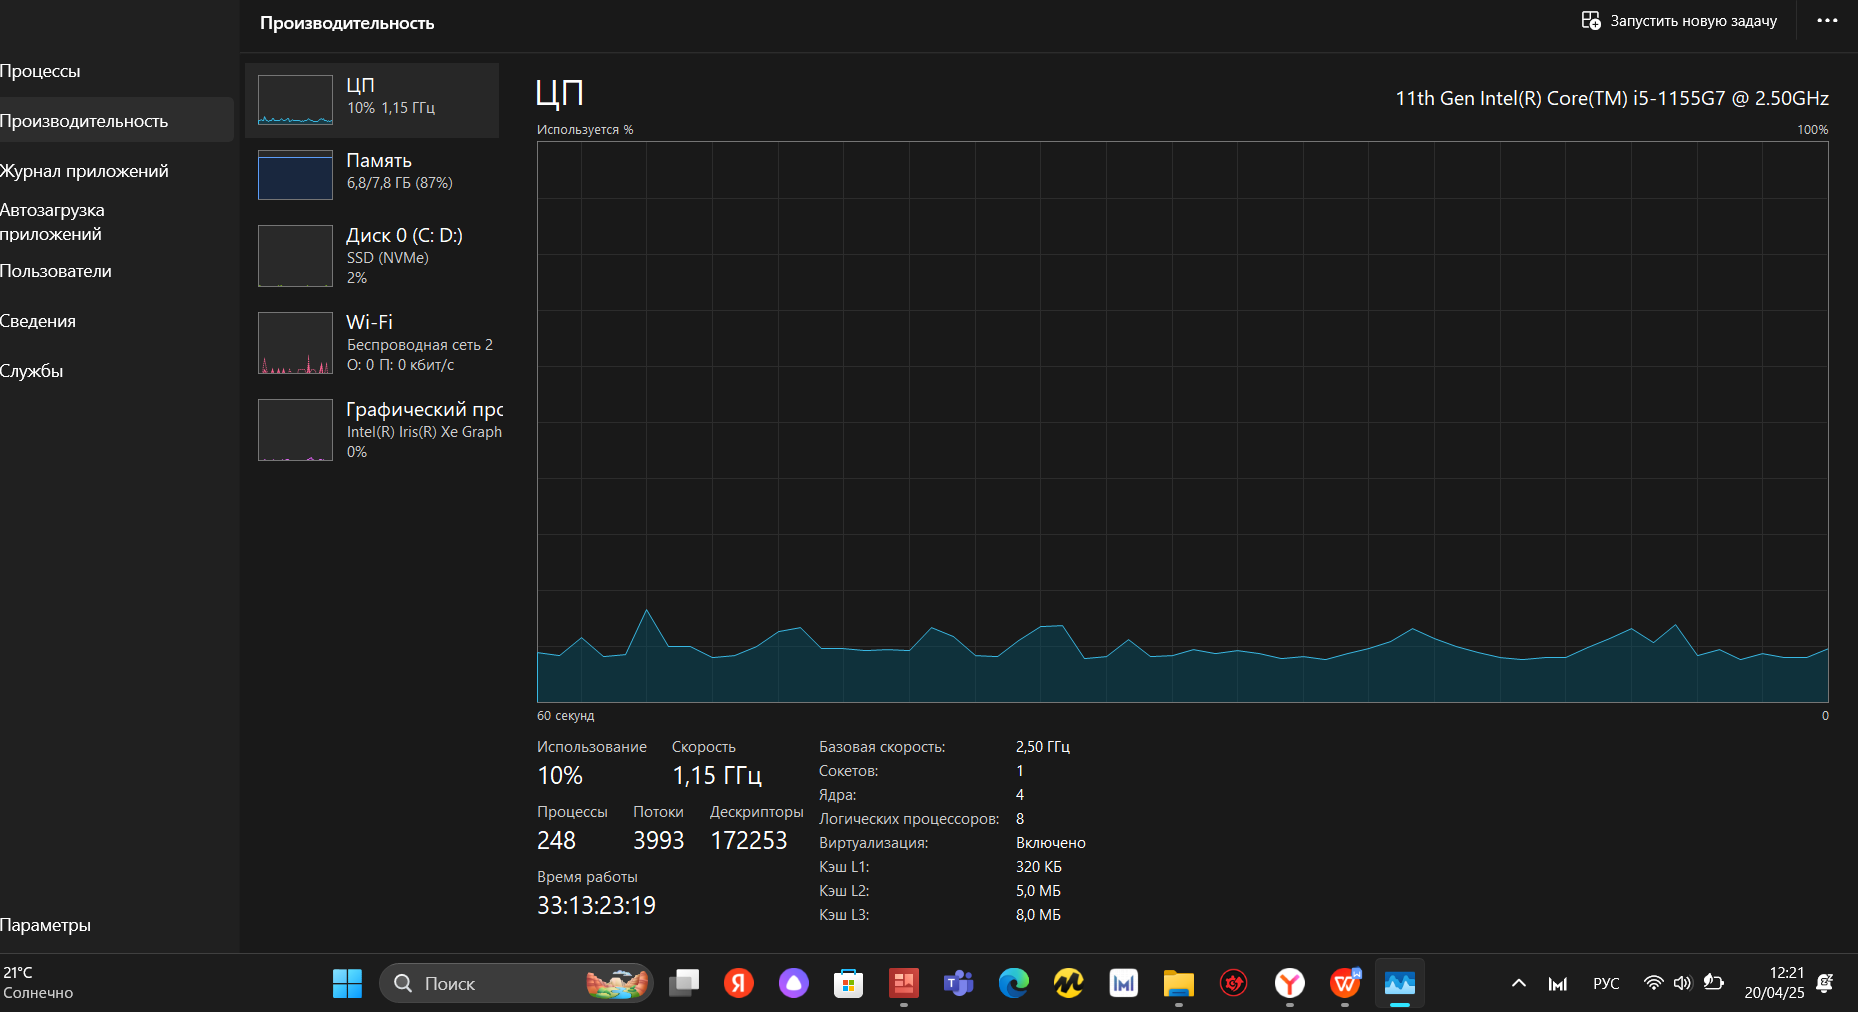 Производительность
Запустить новую задачу
Процессы
Производительность
Журнал приложений
Автозагрузка
приложений
Пользователи
Сведения
Службы
Параметры
ЦП
10% 1,15 ГГц
Память
6,8/7,8 ГБ (87%)
Диск 0 (C: D:)
SSD (NVMe)
2%
Wi-Fi
Беспроводная сеть 2
О: 0 П: 0 кбит/с
Графический прс
Intel(R) Iris(R) Xe Graph
0%
ЦП
11th Gen Intel(R) Core(TM) i5-1155G7 @ 2.50GHz
Используется %
100%
60 секунд
0
Использование
10%
Скорость
1,15 ГГц
Процессы
248
Потоки
3993
Дескрипторы
172253
Время работы
33:13:23:19
Базовая скорость: 2,50 ГГц
Сокетов: 1
Ядра: 4
Логических процессоров: 8
Виртуализация: Включено
Кэш L1: 320 КБ
Кэш L2: 5,0 МБ
Кэш L3: 8,0 МБ
21°C
Солнечно
Поиск
РУС
12:21
20/04/25